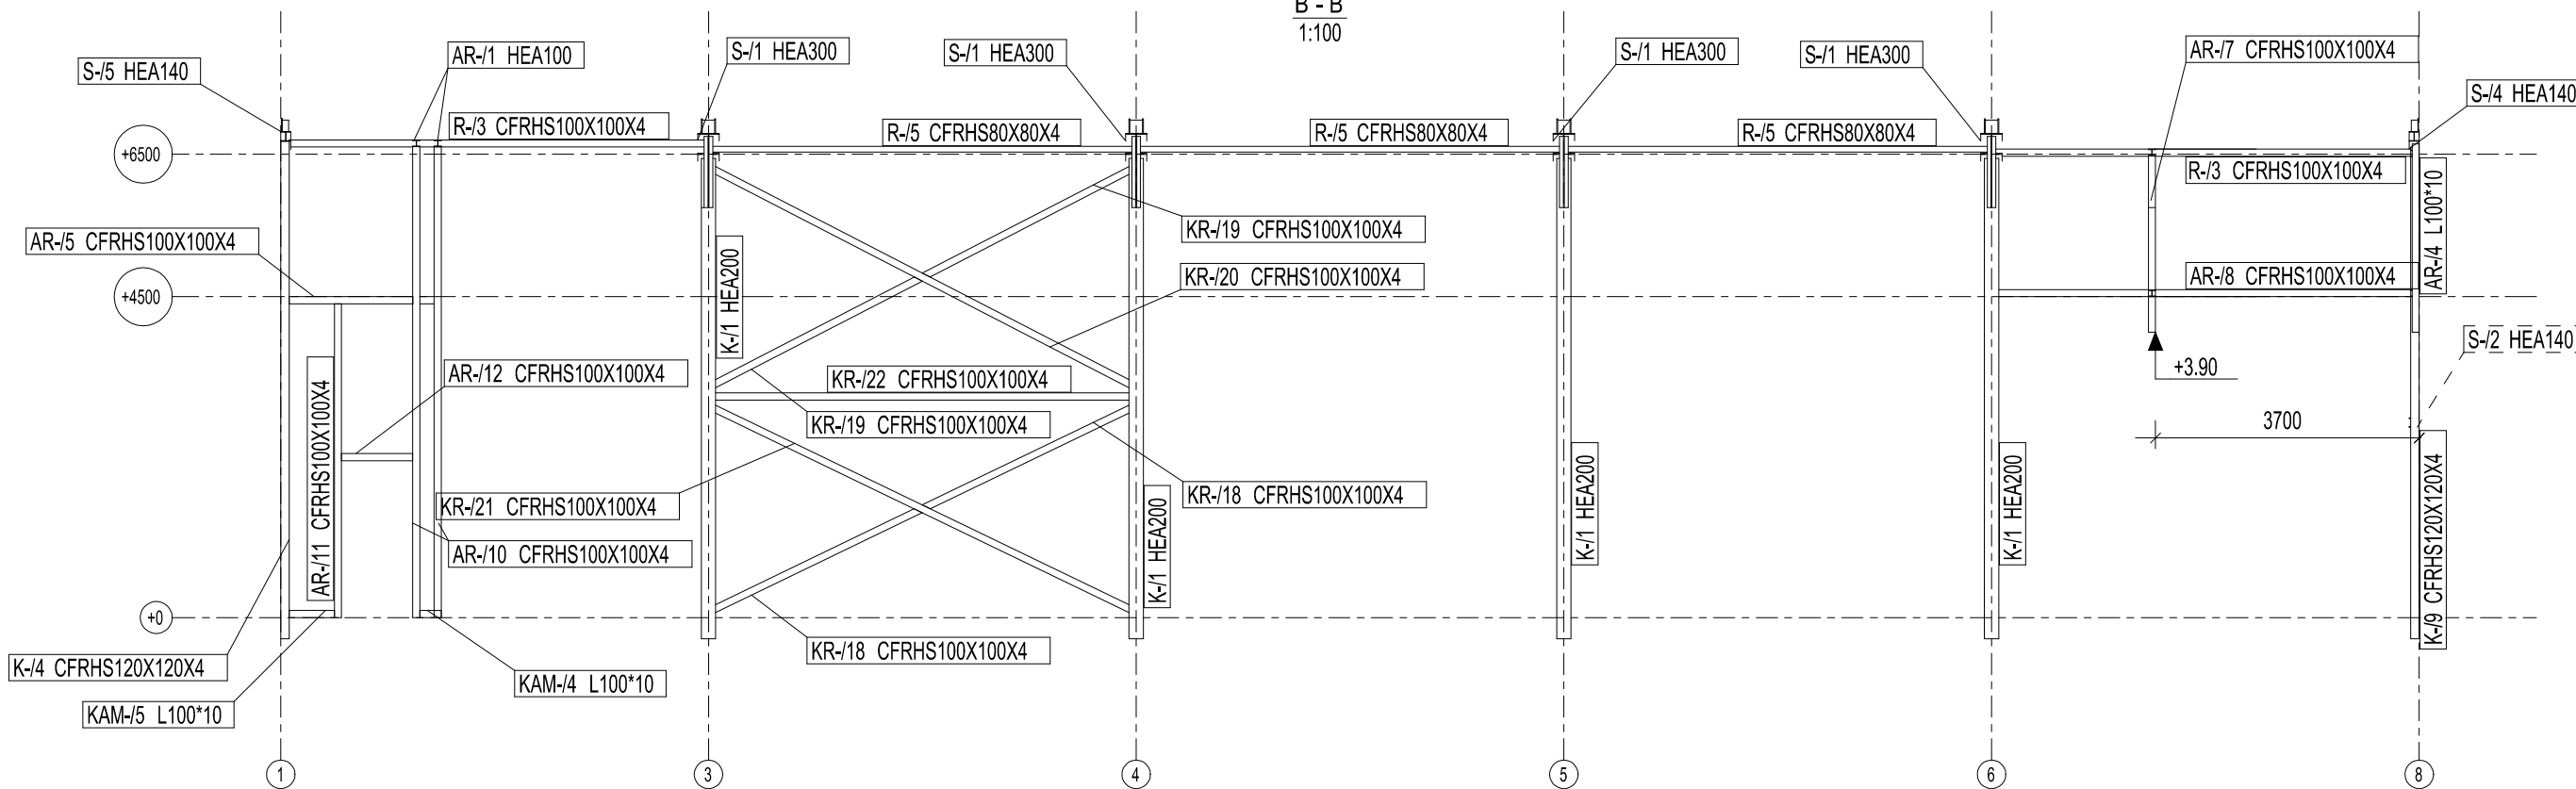 B - B
1:100
S-/5 HEA140
AR-/1 HEA100
S-/1 HEA300
S-/1 HEA300
S-/1 HEA300
S-/1 HEA300
AR-/7 CFRHS100X100X4
S-/4 HEA140
R-/3 CFRHS100X100X4
R-/5 CFRHS80X80X4
R-/5 CFRHS80X80X4
R-/5 CFRHS80X80X4
+6500
R-/3 CFRHS100X100X4
AR-/4 L100*10
AR-/5 CFRHS100X100X4
KR-/19 CFRHS100X100X4
K-/1 HEA200
KR-/20 CFRHS100X100X4
AR-/8 CFRHS100X100X4
+4500
S-/2 HEA140
+3.90
AR-/12 CFRHS100X100X4
KR-/22 CFRHS100X100X4
KR-/19 CFRHS100X100X4
3700
AR-/11 CFRHS100X100X4
KR-/21 CFRHS100X100X4
KR-/18 CFRHS100X100X4
K-/1 HEA200
K-/1 HEA200
K-/1 HEA200
K-/9 CFRHS120X120X4
AR-/10 CFRHS100X100X4
+0
KR-/18 CFRHS100X100X4
K-/4 CFRHS120X120X4
KAM-/4 L100*10
KAM-/5 L100*10
1
3
4
5
6
8